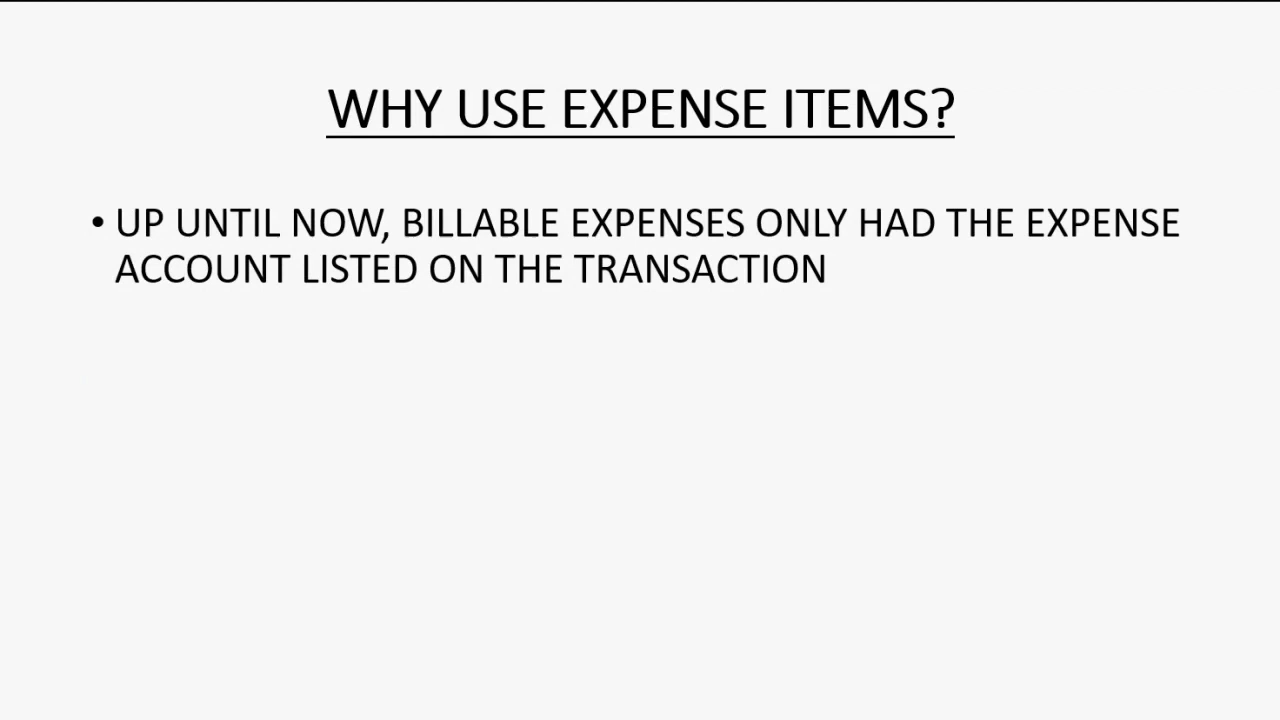 WHY USE EXPENSE ITEMS?
• UP UNTIL NOW, BILLABLE EXPENSES ONLY HAD THE EXPENSE
ACCOUNT LISTED ON THE TRANSACTION